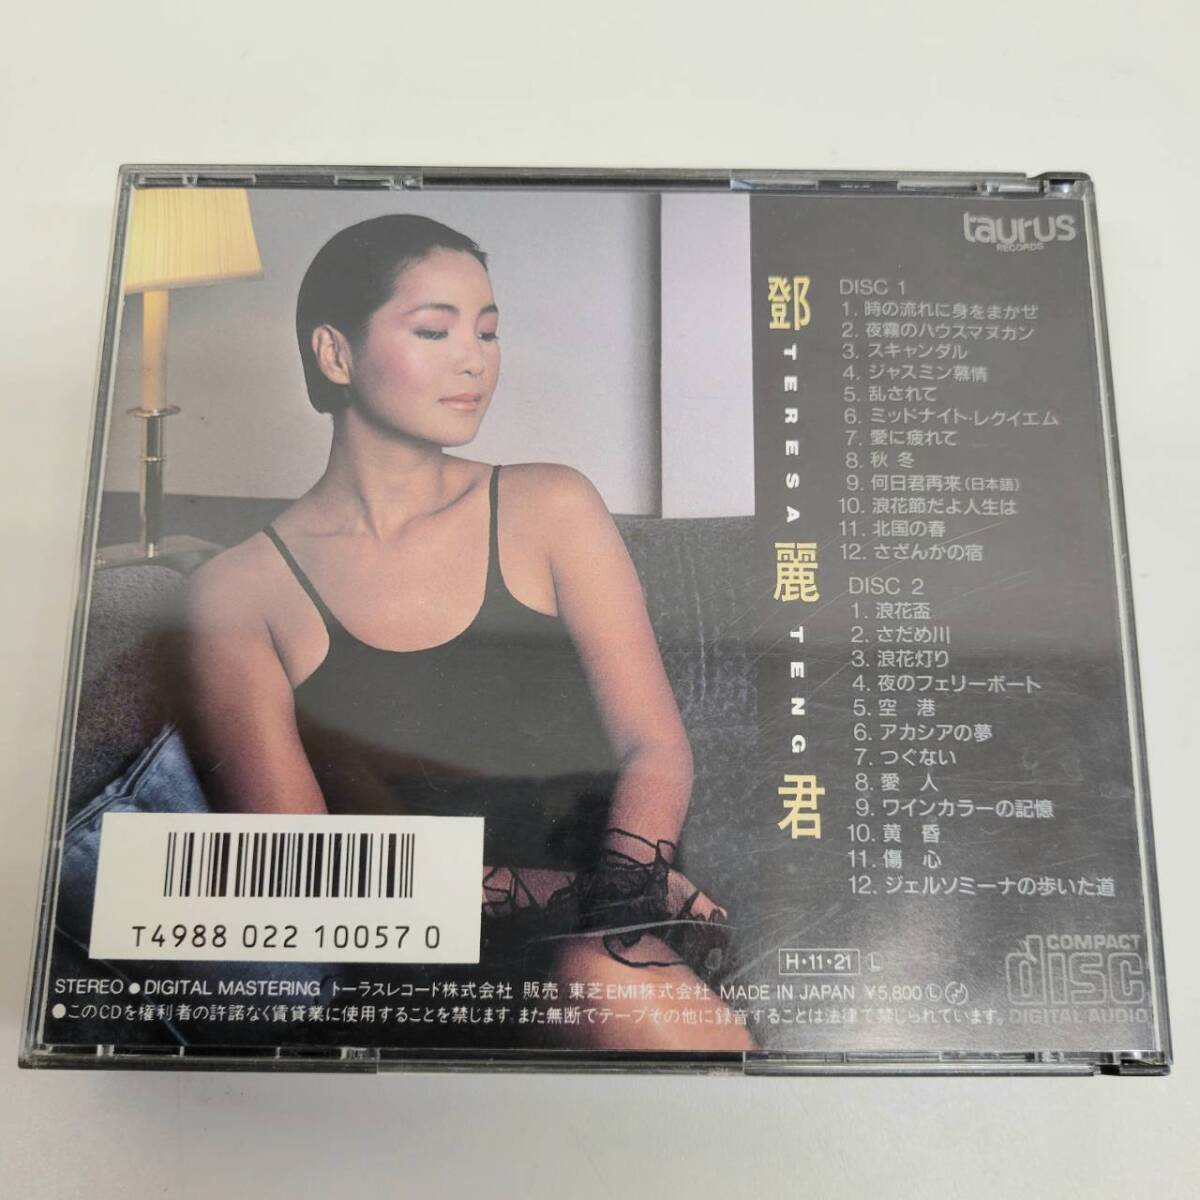 taurus
RECORDS
鄧 TERESA 麗 TENG 君
DISC 1
1. 時の流れに身をまかせ
2. 夜霧のハウスマヌカン
3. スキャンダル
4. ジャスミン慕情
5. 乱されて
6. ミッドナイト・レクイエム
7. 愛に疲れて
8. 秋 冬
9. 何日君再来(日本語)
10. 浪花節だよ人生は
11. 北国の春
12. さざんかの宿
DISC 2
1. 浪花盃
2. さだめ川
3. 浪花灯り
4. 夜のフェリーボート
5. 空 港
6. アカシアの夢
7. つぐない
8. 愛 人
9. ワインカラーの記憶
10. 黄 昏
11. 傷 心
12. ジェルソミーナの歩いた道
T4988 022 10057 0
H・11・21 L
COMPACT
disc
DIGITAL AUDIO
STEREO ● DIGITAL MASTERING トーラスレコード株式会社 販売 東芝EMI株式会社 MADE IN JAPAN ¥5,800 Ⓛ
●このCDを権利者の許諾なく賃貸業に使用することを禁じます。また無断でテープその他に録音することは法律で禁じられています。